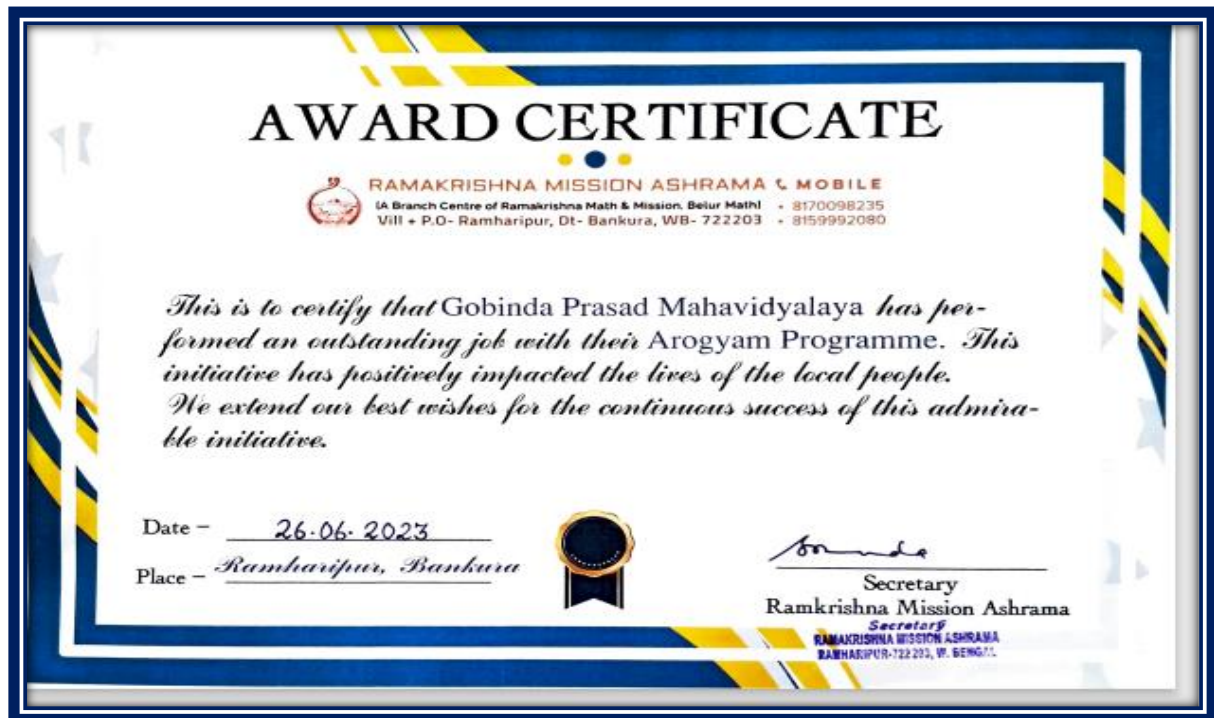 AWARD CERTIFICATE
RAMAKRISHNA MISSION ASHRAMA MOBILE
(A Branch Centre of Ramakrishna Math & Mission, Belur Math) • 8170098235
Vill + P.O- Ramharipur, Dt- Bankura, WB- 722203 • 8159992080
This is to certify that Gobinda Prasad Mahavidyalaya has per-
formed an outstanding job with their Arogyam Programme. This
initiative has positively impacted the lives of the local people.
We extend our best wishes for the continuous success of this admira-
ble initiative.
Date – 26.06.2023
Place – Ramharipur, Bankura
Secretary
Ramkrishna Mission Ashrama
Secretary
RAMAKRISHNA MISSION ASHRAMA
RAMHARIPUR-722203, W. BENGAL